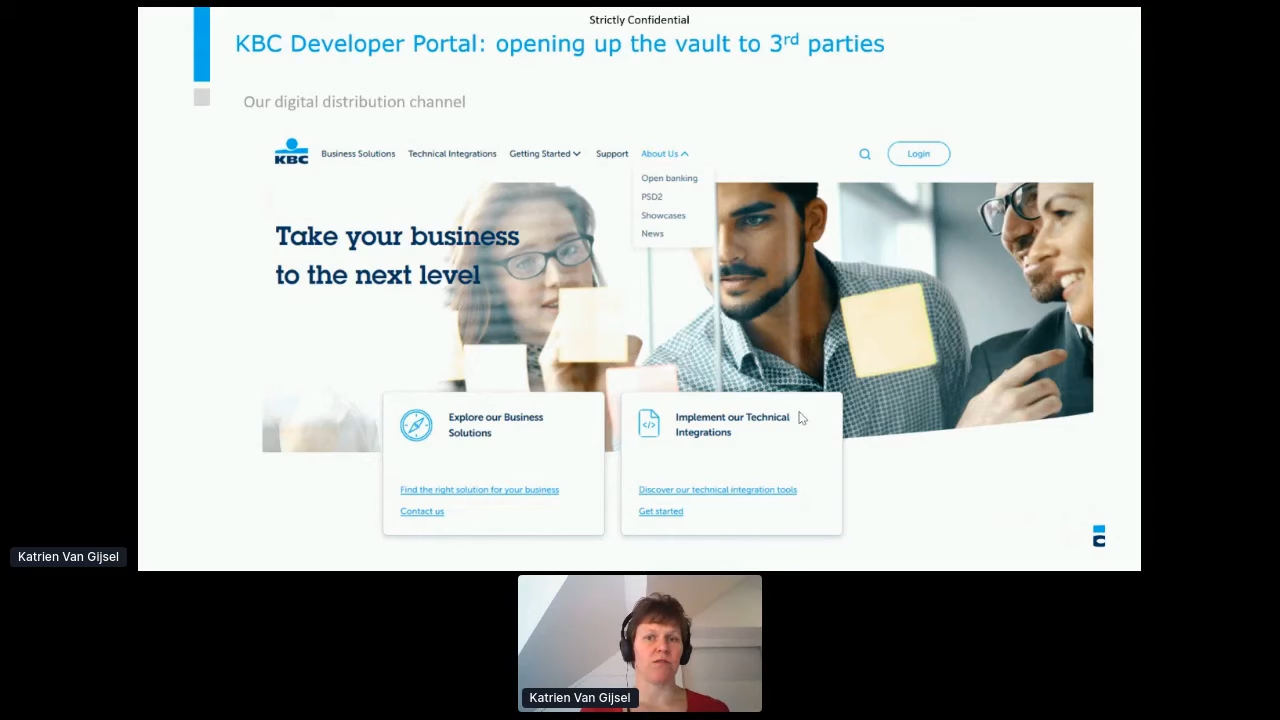 Strictly Confidential
KBC Developer Portal: opening up the vault to 3rd parties
Our digital distribution channel
KBC
Business Solutions
Technical Integrations
Getting Started
Support
About Us
Login
Open banking
PSD2
Showcases
News
Take your business
to the next level
Explore our Business
Solutions
Find the right solution for your business
Contact us
Implement our Technical
Integrations
Discover our technical integration tools
Get started
Katrien Van Gijsel
Katrien Van Gijsel